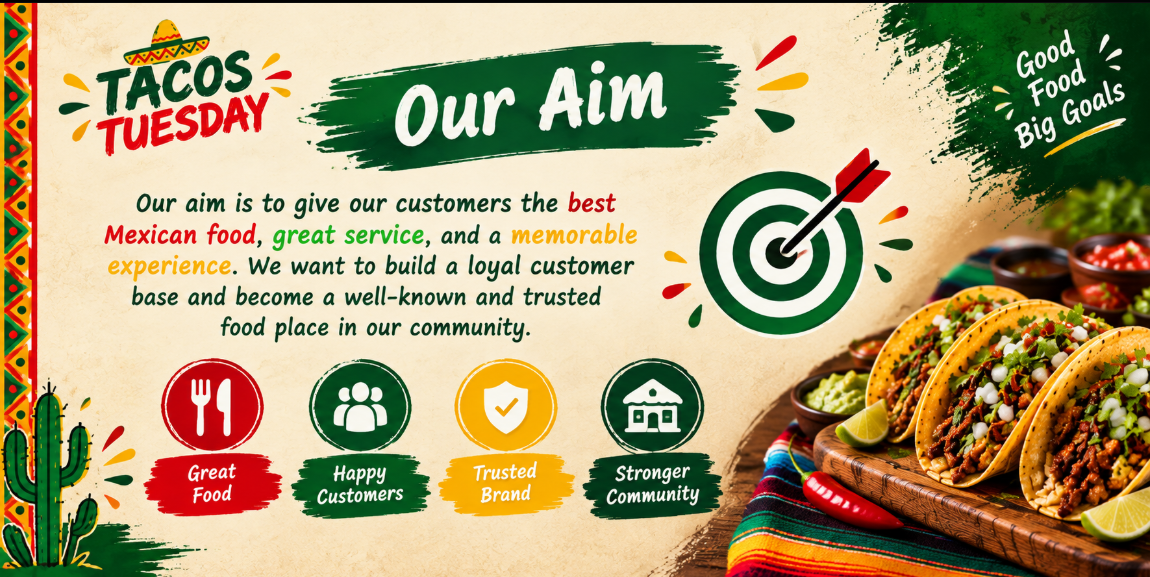 TACOS
TUESDAY
Our Aim
Good
Food
Big Goals
Our aim is to give our customers the best
Mexican food, great service, and a memorable
experience. We want to build a loyal customer
base and become a well-known and trusted
food place in our community.
Great
Food
Happy
Customers
Trusted
Brand
Stronger
Community